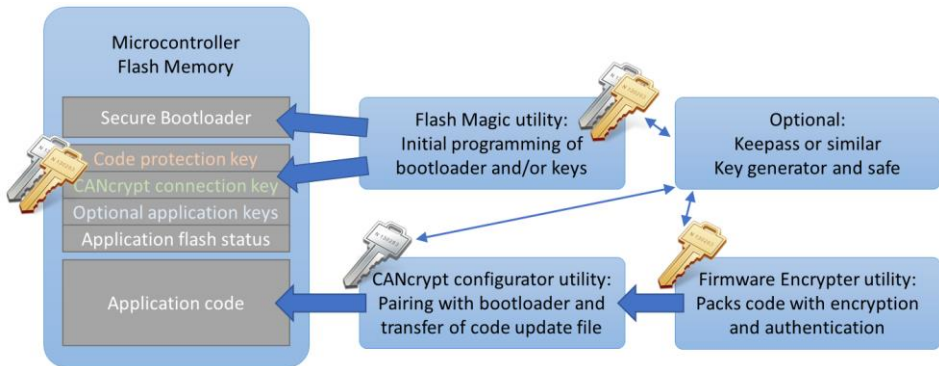 Microcontroller
Flash Memory
Secure Bootloader
Code protection key
CANcrypt connection key
Optional application keys
Application flash status
Application code
Flash Magic utility:
Initial programming of
bootloader and/or keys
Optional:
Keepass or similar
Key generator and safe
CANcrypt configurator utility:
Pairing with bootloader and
transfer of code update file
Firmware Encrypter utility:
Packs code with encryption
and authentication